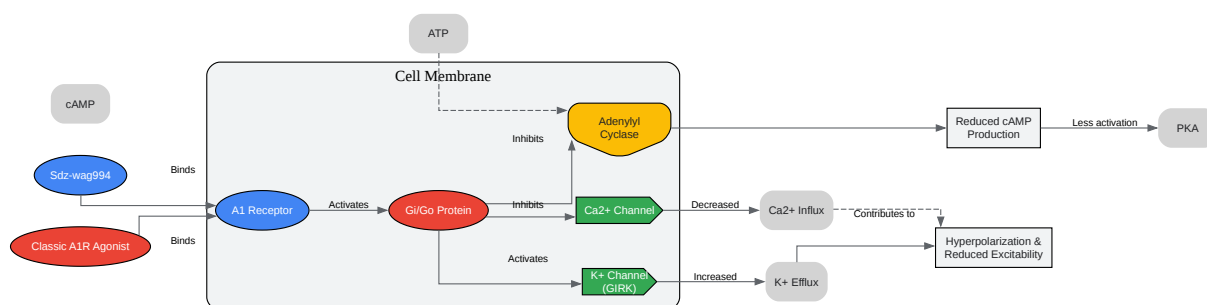 ATP
Cell Membrane
cAMP
Adenylyl
Cyclase
Reduced cAMP
Production
Less activation
PKA
Inhibits
Sdz-wag994
Binds
A1 Receptor
Activates
Gi/Go Protein
Inhibits
Ca2+ Channel
Decreased
Ca2+ Influx
Contributes to
Classic A1R Agonist
Binds
Hyperpolarization &
Reduced Excitability
Activates
K+ Channel
(GIRK)
Increased
K+ Efflux